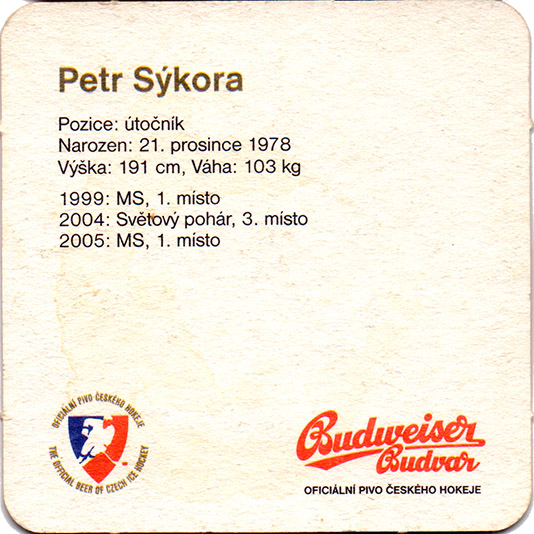 Petr Sýkora
Pozice: útočník
Narozen: 21. prosince 1978
Výška: 191 cm, Váha: 103 kg
1999: MS, 1. místo
2004: Světový pohár, 3. místo
2005: MS, 1. místo
OFICIÁLNÍ PIVO ČESKÉHO HOKEJE
THE OFFICIAL BEER OF CZECH ICE HOCKEY
Budweiser
Budvar
OFICIÁLNÍ PIVO ČESKÉHO HOKEJE